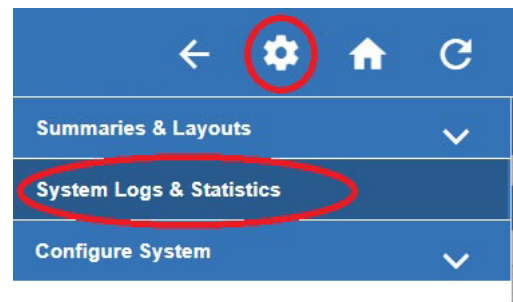 Summaries & Layouts
System Logs & Statistics
Configure System